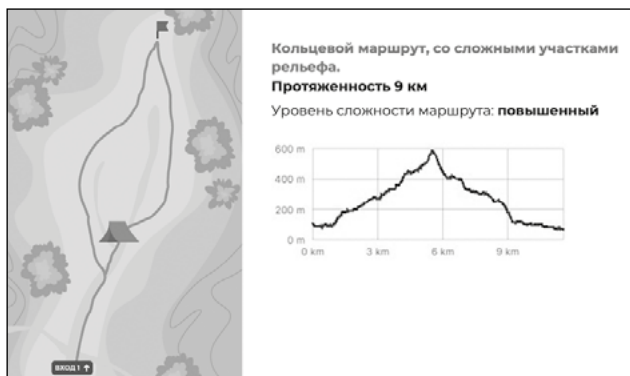 Кольцевой маршрут, со сложными участками
рельефа.
Протяженность 9 км
Уровень сложности маршрута: повышенный
600 m
400 m
200 m
0 m
0 km 3 km 6 km 9 km
ВХОД 1